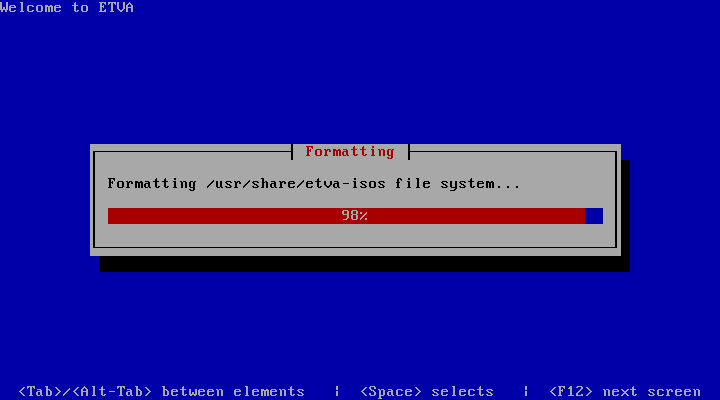 Welcome to ETVA
Formatting
Formatting /usr/share/etva-isos file system...
98%
<Tab>/<Alt-Tab> between elements | <Space> selects | <F12> next screen